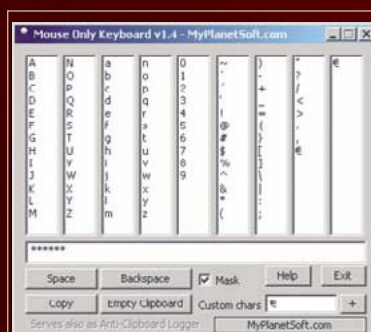 Mouse Only Keyboard v1.4 - MyPlanetSoft.com
A N a n 0 ~ ) " €
B O b o 1 ` - ?
C P c p 2 ' + /
D Q d q 3 _ <
E R e r 4 ! = >
F S f s 5 @ { .
G T g t 6 # } ,
H U h u 7 $ [ €
I V i v 8 % ]
J W j w 9 ^ \
K X k x & |
L Y l y * :
M Z m z ( ;
******
Space Backspace Mask Help Exit
Copy Empty Clipboard Custom chars € +
Serves also as Anti-Clipboard Logger MyPlanetSoft.com